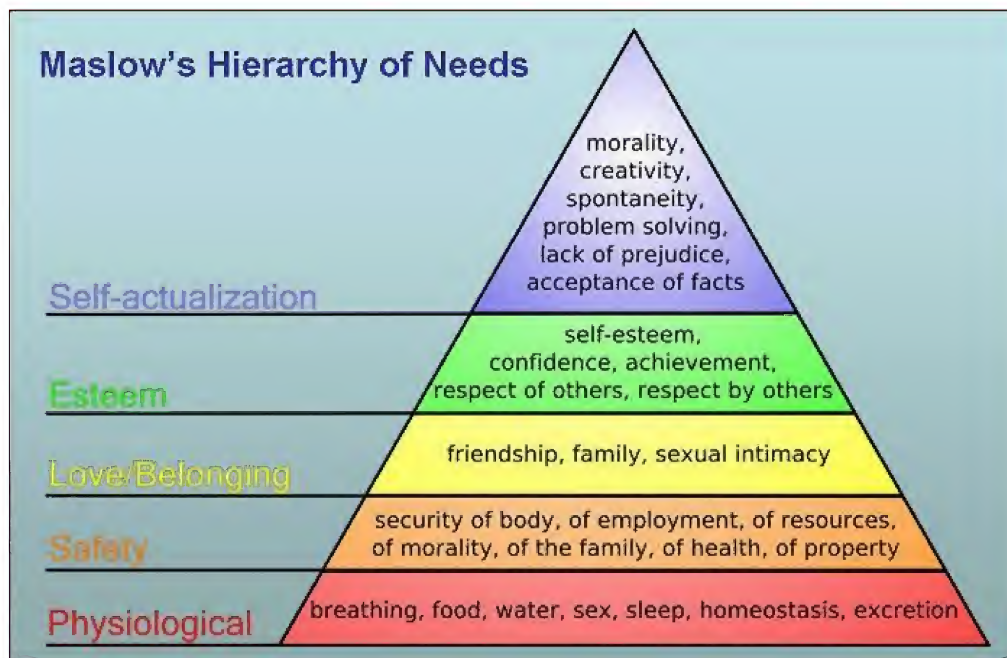 Maslow's Hierarchy of Needs
morality,
creativity,
spontaneity,
problem solving,
lack of prejudice,
acceptance of facts
Self-actualization
self-esteem,
confidence, achievement,
respect of others, respect by others
Esteem
friendship, family, sexual intimacy
Love/Belonging
security of body, of employment, of resources,
of morality, of the family, of health, of property
Safety
breathing, food, water, sex, sleep, homeostasis, excretion
Physiological